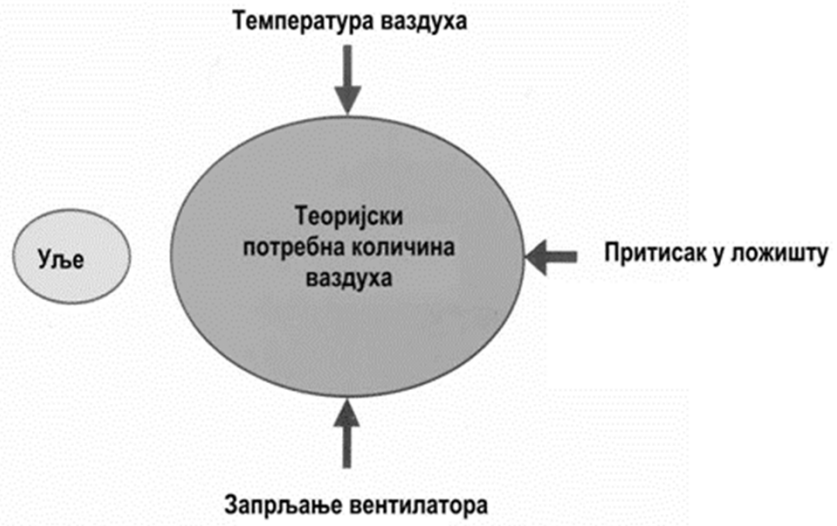 Температура ваздуха
Теоријски
потребна количина
ваздуха
Уље
Притисак у ложишту
Запрљање вентилатора